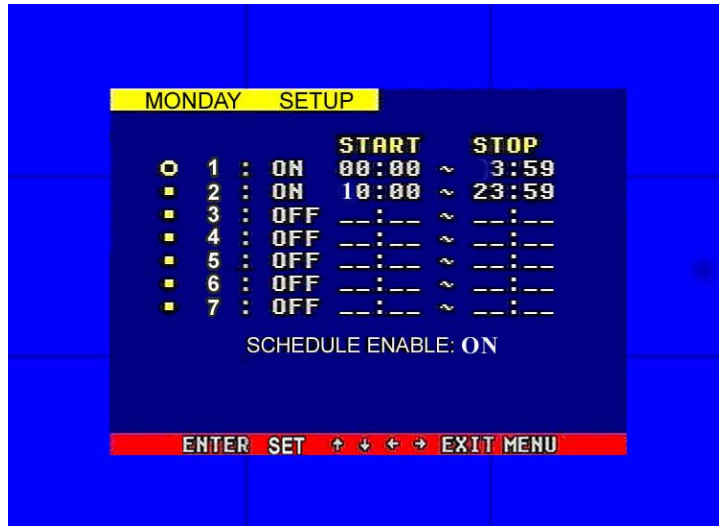 MONDAY SETUP
START STOP
1 : ON 00:00 ~ 3:59
2 : ON 10:00 ~ 23:59
3 : OFF __:__ ~ __:__
4 : OFF __:__ ~ __:__
5 : OFF __:__ ~ __:__
6 : OFF __:__ ~ __:__
7 : OFF __:__ ~ __:__
SCHEDULE ENABLE: ON
ENTER SET ↑ ↓ ← → EXIT MENU